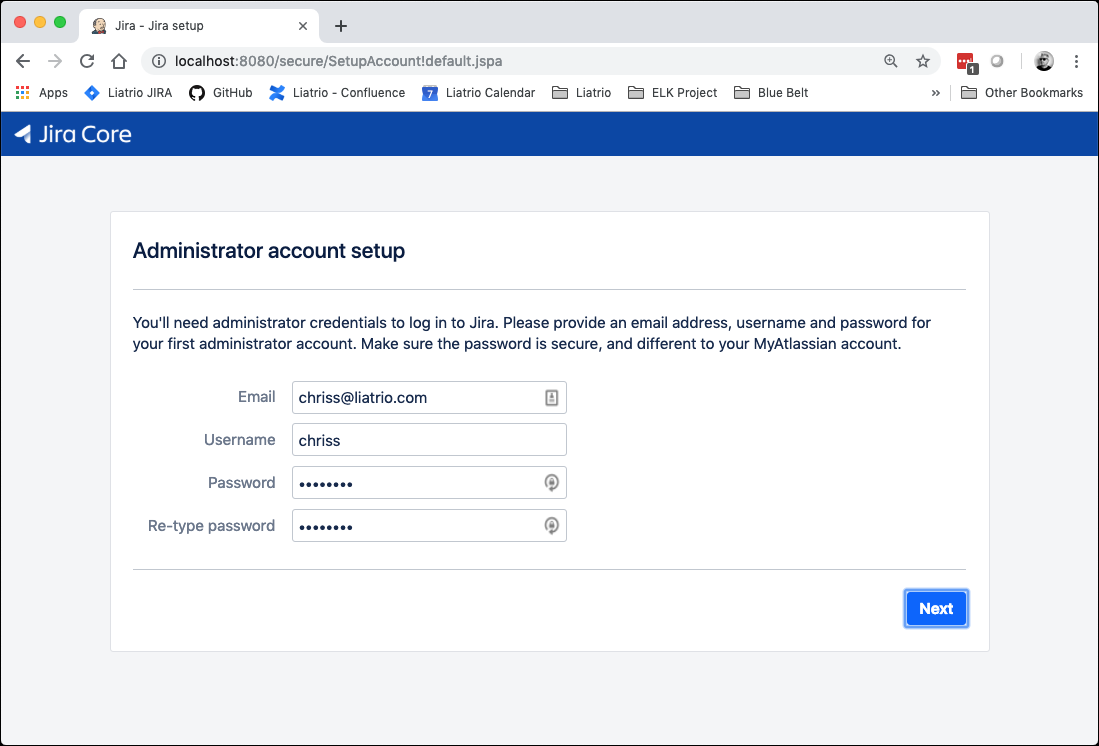 Jira - Jira setup
localhost:8080/secure/SetupAccount!default.jspa
1
Apps Liatrio JIRA GitHub Liatrio - Confluence 7 Liatrio Calendar Liatrio ELK Project Blue Belt » Other Bookmarks
Jira Core
Administrator account setup
You'll need administrator credentials to log in to Jira. Please provide an email address, username and password for
your first administrator account. Make sure the password is secure, and different to your MyAtlassian account.
Email chriss@liatrio.com
Username chriss
Password ••••••••
Re-type password ••••••••
Next